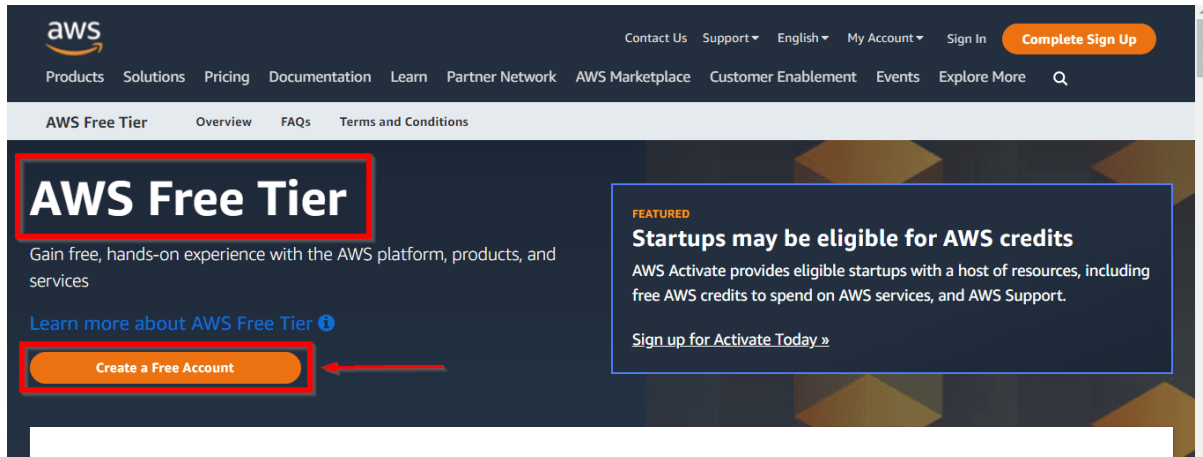 aws
Contact Us Support English My Account Sign In Complete Sign Up
Products Solutions Pricing Documentation Learn Partner Network AWS Marketplace Customer Enablement Events Explore More
AWS Free Tier Overview FAQs Terms and Conditions
AWS Free Tier
Gain free, hands-on experience with the AWS platform, products, and
services
Learn more about AWS Free Tier
Create a Free Account
FEATURED
Startups may be eligible for AWS credits
AWS Activate provides eligible startups with a host of resources, including
free AWS credits to spend on AWS services, and AWS Support.
Sign up for Activate Today »